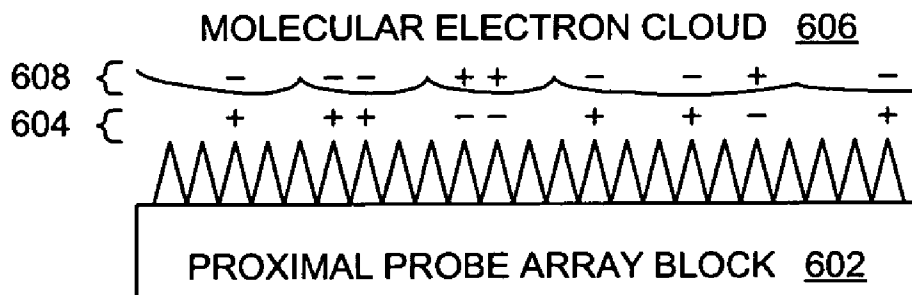 MOLECULAR ELECTRON CLOUD 606
608 { − − − + + − − + −
604 { + + + − − + + − +
PROXIMAL PROBE ARRAY BLOCK 602